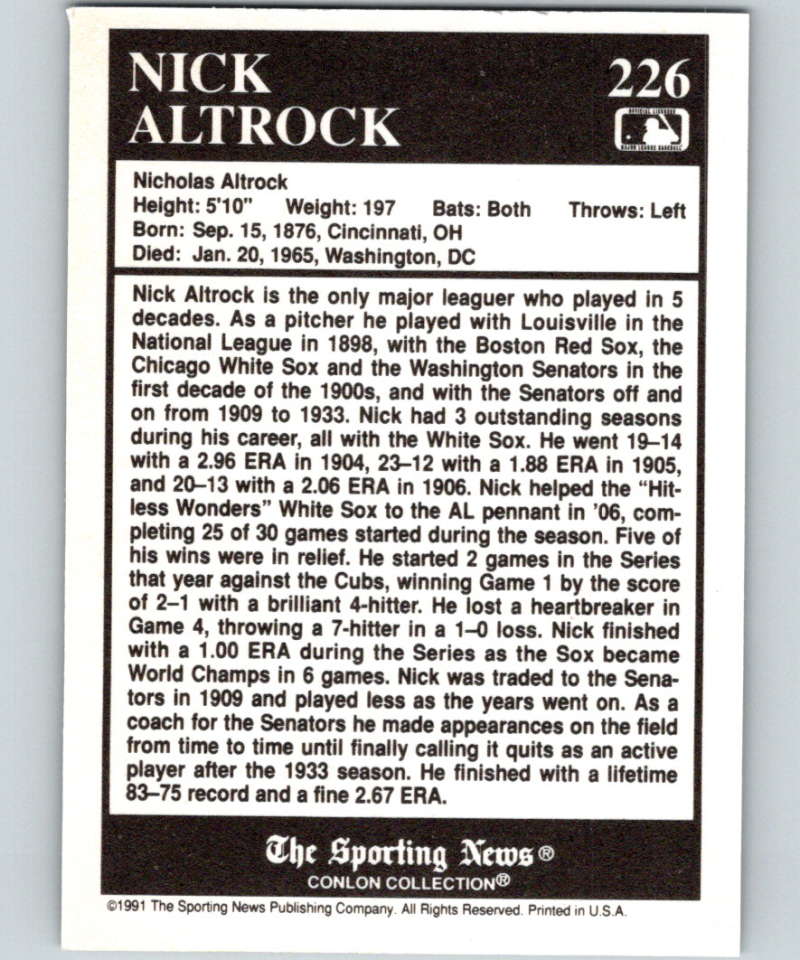 NICK
ALTROCK
226
OFFICIAL LICENSEE
MAJOR LEAGUE BASEBALL
Nicholas Altrock
Height: 5'10" Weight: 197 Bats: Both Throws: Left
Born: Sep. 15, 1876, Cincinnati, OH
Died: Jan. 20, 1965, Washington, DC
Nick Altrock is the only major leaguer who played in 5
decades. As a pitcher he played with Louisville in the
National League in 1898, with the Boston Red Sox, the
Chicago White Sox and the Washington Senators in the
first decade of the 1900s, and with the Senators off and
on from 1909 to 1933. Nick had 3 outstanding seasons
during his career, all with the White Sox. He went 19–14
with a 2.96 ERA in 1904, 23–12 with a 1.88 ERA in 1905,
and 20–13 with a 2.06 ERA in 1906. Nick helped the "Hit-
less Wonders" White Sox to the AL pennant in '06, com-
pleting 25 of 30 games started during the season. Five of
his wins were in relief. He started 2 games in the Series
that year against the Cubs, winning Game 1 by the score
of 2–1 with a brilliant 4-hitter. He lost a heartbreaker in
Game 4, throwing a 7-hitter in a 1–0 loss. Nick finished
with a 1.00 ERA during the Series as the Sox became
World Champs in 6 games. Nick was traded to the Sena-
tors in 1909 and played less as the years went on. As a
coach for the Senators he made appearances on the field
from time to time until finally calling it quits as an active
player after the 1933 season. He finished with a lifetime
83–75 record and a fine 2.67 ERA.
The Sporting News®
CONLON COLLECTION®
©1991 The Sporting News Publishing Company. All Rights Reserved. Printed in U.S.A.